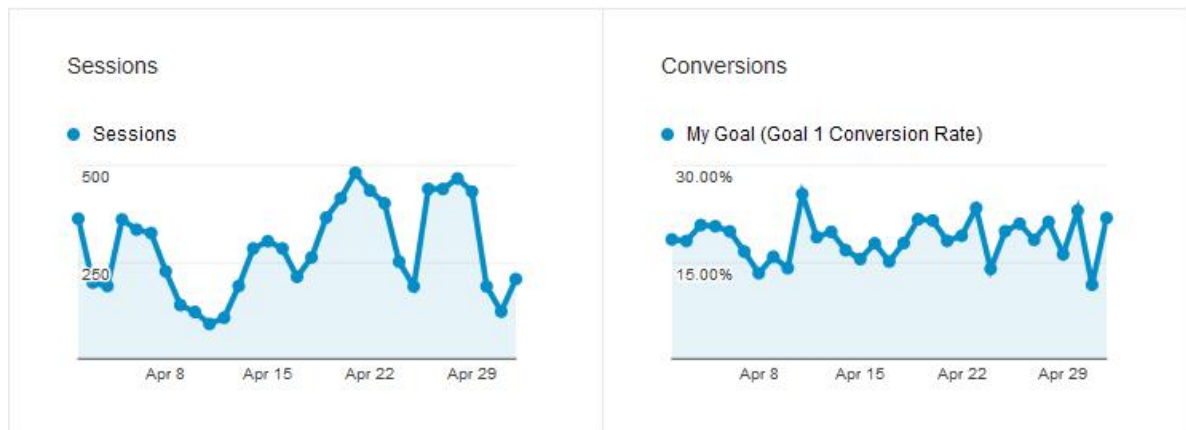 Sessions
Sessions
500
250
Apr 8 Apr 15 Apr 22 Apr 29
Conversions
My Goal (Goal 1 Conversion Rate)
30.00%
15.00%
Apr 8 Apr 15 Apr 22 Apr 29